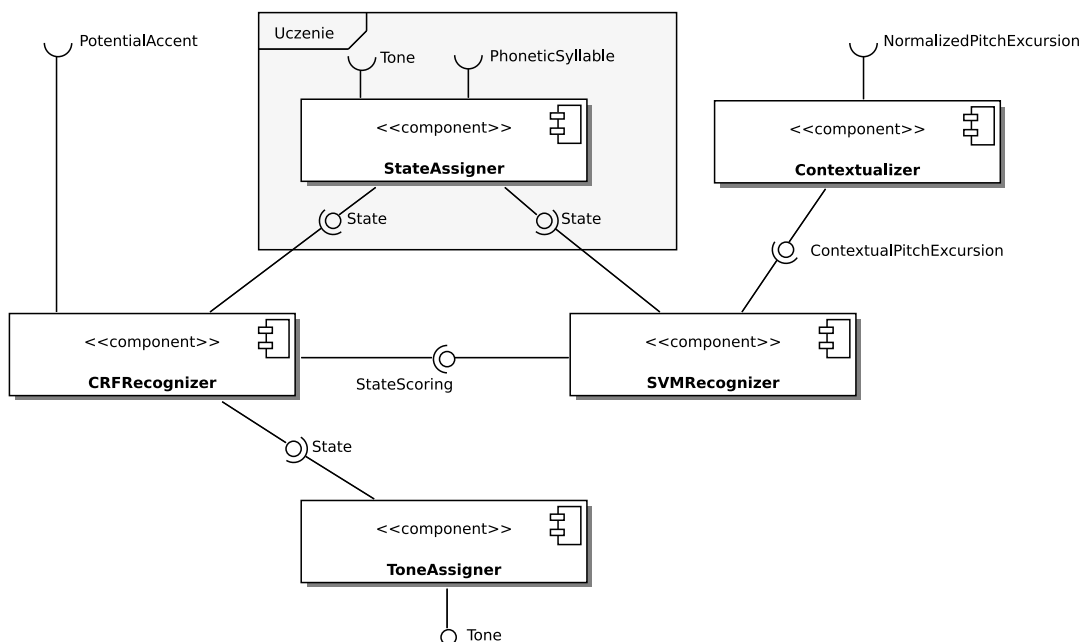 PotentialAccent
Uczenie
Tone
PhoneticSyllable
NormalizedPitchExcursion
<<component>>
StateAssigner
<<component>>
Contextualizer
State
State
ContextualPitchExcursion
<<component>>
CRFRecognizer
StateScoring
<<component>>
SVMRecognizer
State
<<component>>
ToneAssigner
Tone